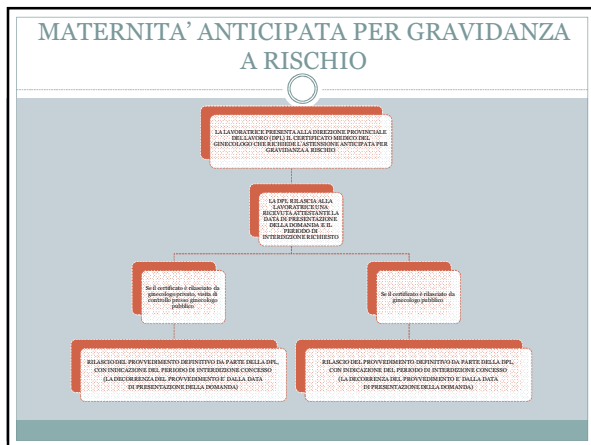 MATERNITA’ ANTICIPATA PER GRAVIDANZA
A RISCHIO
LA LAVORATRICE PRESENTA ALLA DIREZIONE PROVINCIALE
DEL LAVORO (DPL) IL CERTIFICATO MEDICO DEL
GINECOLOGO CHE RICHIEDE L'ASTENSIONE ANTICIPATA PER
GRAVIDANZA A RISCHIO
LA DPL RILASCIA ALLA
LAVORATRICE UNA
RICEVUTA ATTESTANTE LA
DATA DI PRESENTAZIONE
DELLA DOMANDA E IL
PERIODO DI
INTERDIZIONE RICHIESTO
Se il certificato è rilasciato da
ginecologo privato, visita di
controllo presso ginecologo
pubblico
Se il certificato è rilasciato da
ginecologo pubblico
RILASCIO DEL PROVVEDIMENTO DEFINITIVO DA PARTE DELLA DPL,
CON INDICAZIONE DEL PERIODO DI INTERDIZIONE CONCESSO
(LA DECORRENZA DEL PROVVEDIMENTO E' DALLA DATA
DI PRESENTAZIONE DELLA DOMANDA)
RILASCIO DEL PROVVEDIMENTO DEFINITIVO DA PARTE DELLA DPL,
CON INDICAZIONE DEL PERIODO DI INTERDIZIONE CONCESSO
(LA DECORRENZA DEL PROVVEDIMENTO E' DALLA DATA
DI PRESENTAZIONE DELLA DOMANDA)